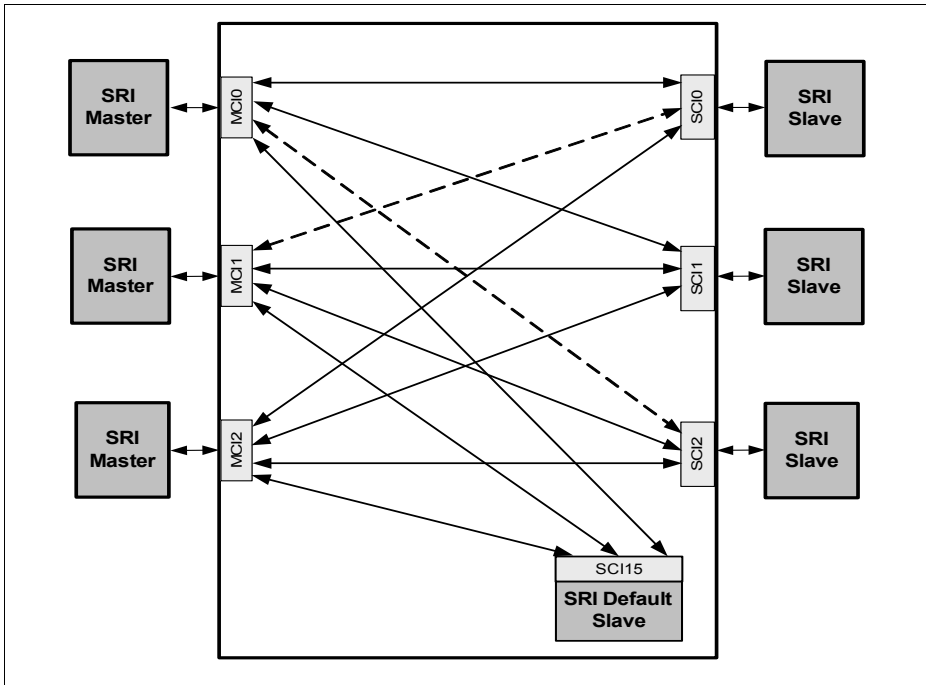 SRI
Master
MCI0
SCI0
SRI
Slave
SRI
Master
MCI1
SCI1
SRI
Slave
SRI
Master
MCI2
SCI2
SRI
Slave
SCI15
SRI Default
Slave